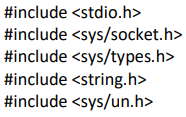 #include <stdio.h>
#include <sys/socket.h>
#include <sys/types.h>
#include <string.h>
#include <sys/un.h>